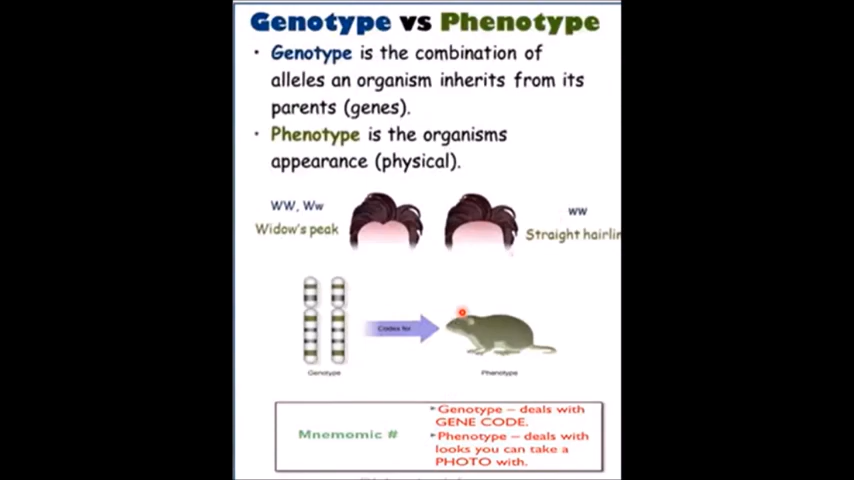 Genotype vs Phenotype
• Genotype is the combination of
alleles an organism inherits from its
parents (genes).
• Phenotype is the organisms
appearance (physical).
WW, Ww
Widow's peak
ww
Straight hairlin
Codes for
Genotype
Phenotype
Mnemomic #
Genotype – deals with
GENE CODE.
Phenotype – deals with
looks you can take a
PHOTO with.